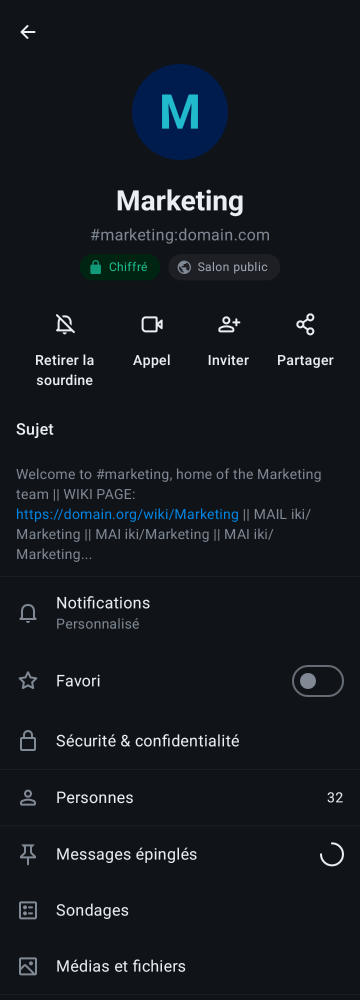 M
Marketing
#marketing:domain.com
Chiffré
Salon public
Retirer la
sourdine
Appel
Inviter
Partager
Sujet
Welcome to #marketing, home of the Marketing
team || WIKI PAGE:
https://domain.org/wiki/Marketing || MAIL iki/
Marketing || MAI iki/Marketing || MAI iki/
Marketing...
Notifications
Personnalisé
Favori
Sécurité & confidentialité
Personnes 32
Messages épinglés
Sondages
Médias et fichiers